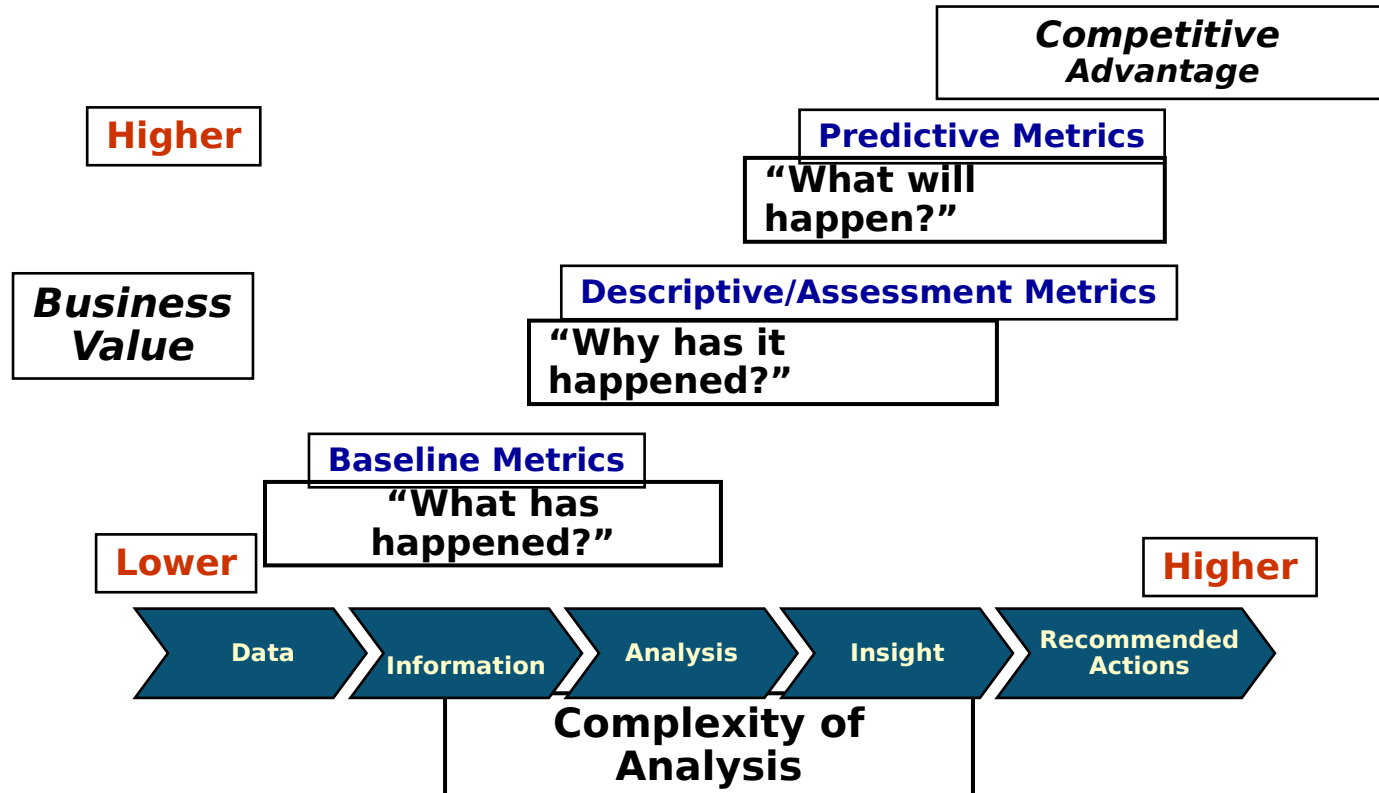 Competitive
Advantage
Higher
Predictive Metrics
“What will
happen?”
Business
Value
Descriptive/Assessment Metrics
“Why has it
happened?”
Baseline Metrics
“What has
happened?”
Lower
Higher
Data
Information
Analysis
Insight
Recommended
Actions
Complexity of
Analysis